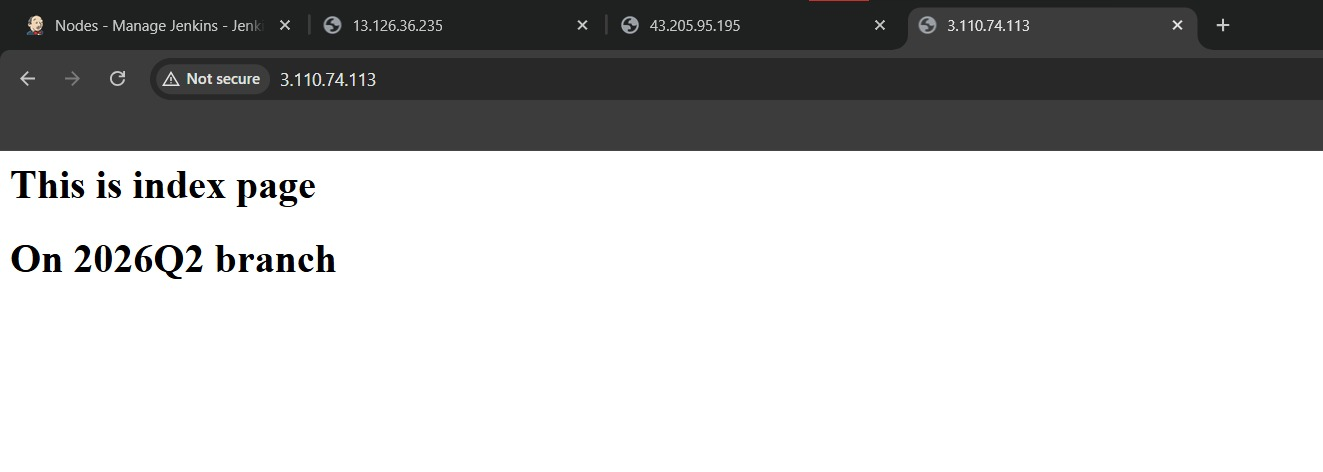 Nodes - Manage Jenkins - Jenki
13.126.36.235
43.205.95.195
3.110.74.113
Not secure
3.110.74.113
This is index page
On 2026Q2 branch